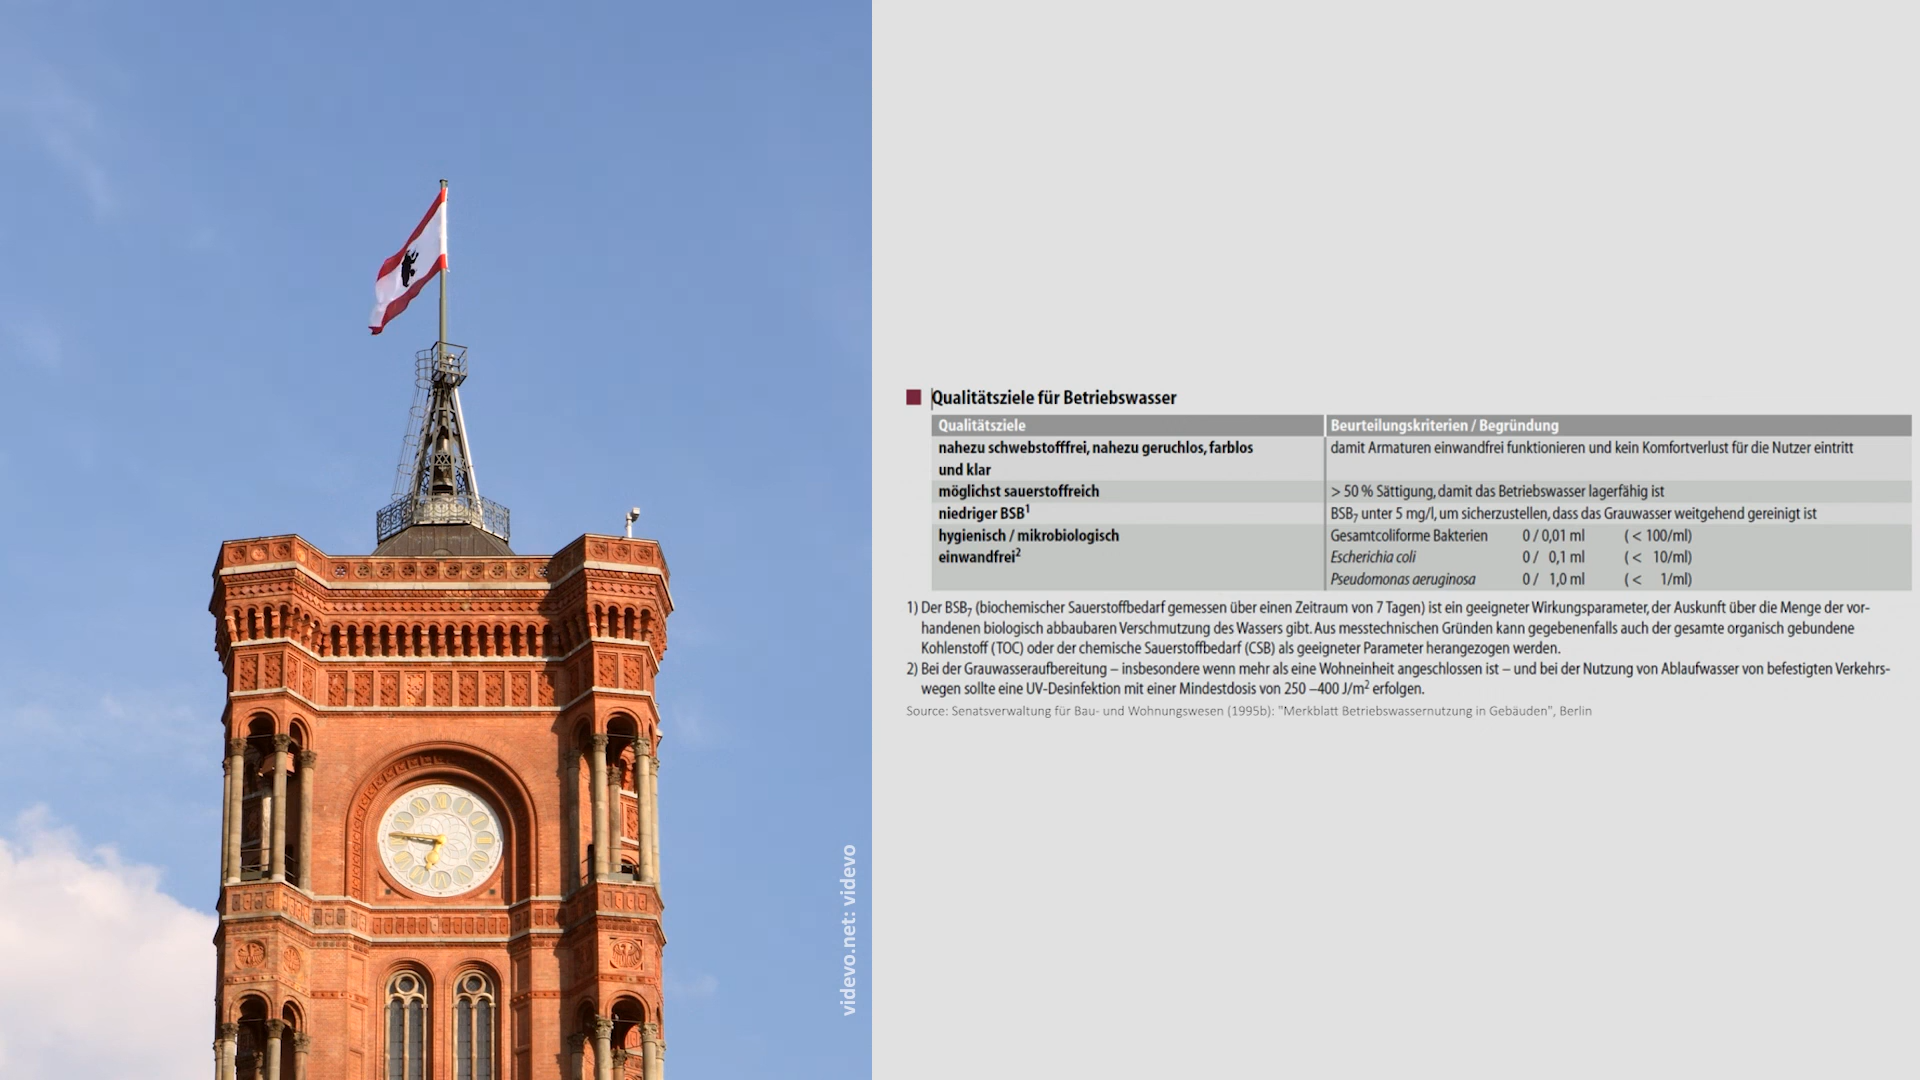 Qualitätsziele für Betriebswasser
Qualitätsziele Beurteilungskriterien / Begründung
nahezu schwebstofffrei, nahezu geruchlos, farblos damit Armaturen einwandfrei funktionieren und kein Komfortverlust für die Nutzer eintritt
und klar
möglichst sauerstoffreich > 50 % Sättigung, damit das Betriebswasser lagerfähig ist
niedriger BSB1 BSB7 unter 5 mg/l, um sicherzustellen, dass das Grauwasser weitgehend gereinigt ist
hygienisch / mikrobiologisch Gesamtcoliforme Bakterien 0 / 0,01 ml ( < 100/ml)
einwandfrei2 Escherichia coli 0 / 0,1 ml ( < 10/ml)
Pseudomonas aeruginosa 0 / 1,0 ml ( < 1/ml)
1) Der BSB7 (biochemischer Sauerstoffbedarf gemessen über einen Zeitraum von 7 Tagen) ist ein geeigneter Wirkungsparameter, der Auskunft über die Menge der vor-
handenen biologisch abbaubaren Verschmutzung des Wassers gibt. Aus messtechnischen Gründen kann gegebenenfalls auch der gesamte organisch gebundene
Kohlenstoff (TOC) oder der chemische Sauerstoffbedarf (CSB) als geeigneter Parameter herangezogen werden.
2) Bei der Grauwasseraufbereitung – insbesondere wenn mehr als eine Wohneinheit angeschlossen ist – und bei der Nutzung von Ablaufwasser von befestigten Verkehrs-
wegen sollte eine UV-Desinfektion mit einer Mindestdosis von 250 –400 J/m2 erfolgen.
Source: Senatsverwaltung für Bau- und Wohnungswesen (1995b): "Merkblatt Betriebswassernutzung in Gebäuden", Berlin
videvo.net: videvo